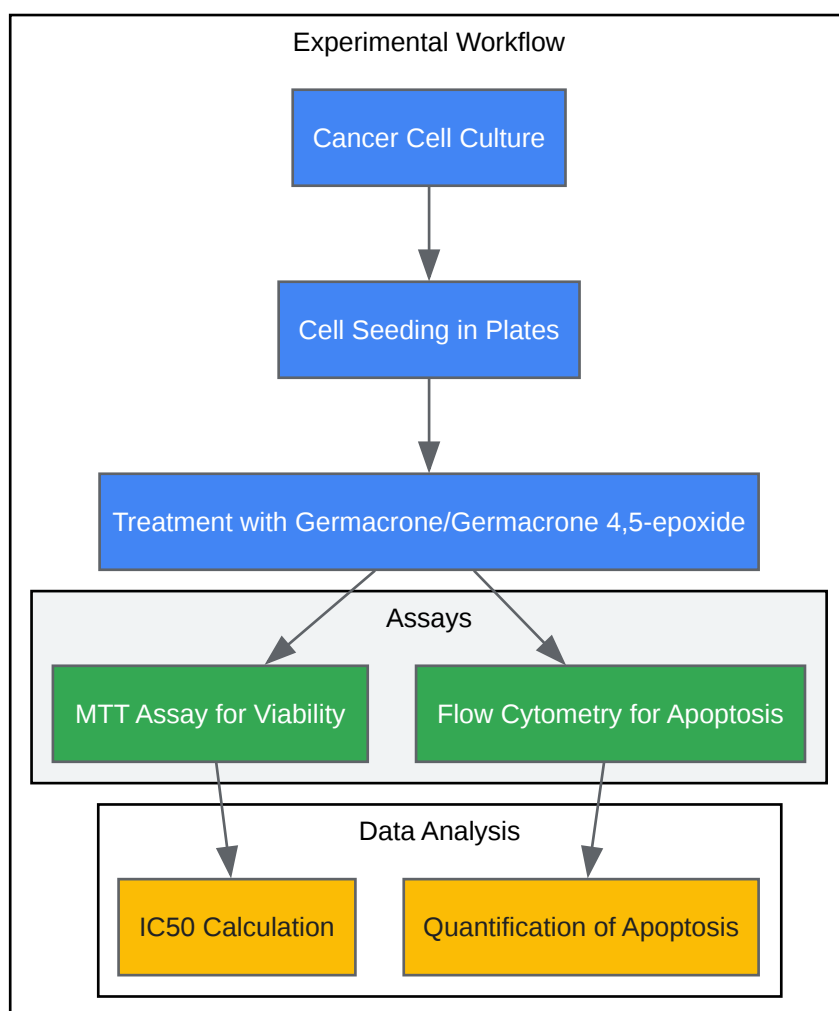 Experimental Workflow
Cancer Cell Culture
Cell Seeding in Plates
Treatment with Germacrone/Germacrone 4,5-epoxide
Assays
MTT Assay for Viability
Flow Cytometry for Apoptosis
Data Analysis
IC50 Calculation
Quantification of Apoptosis